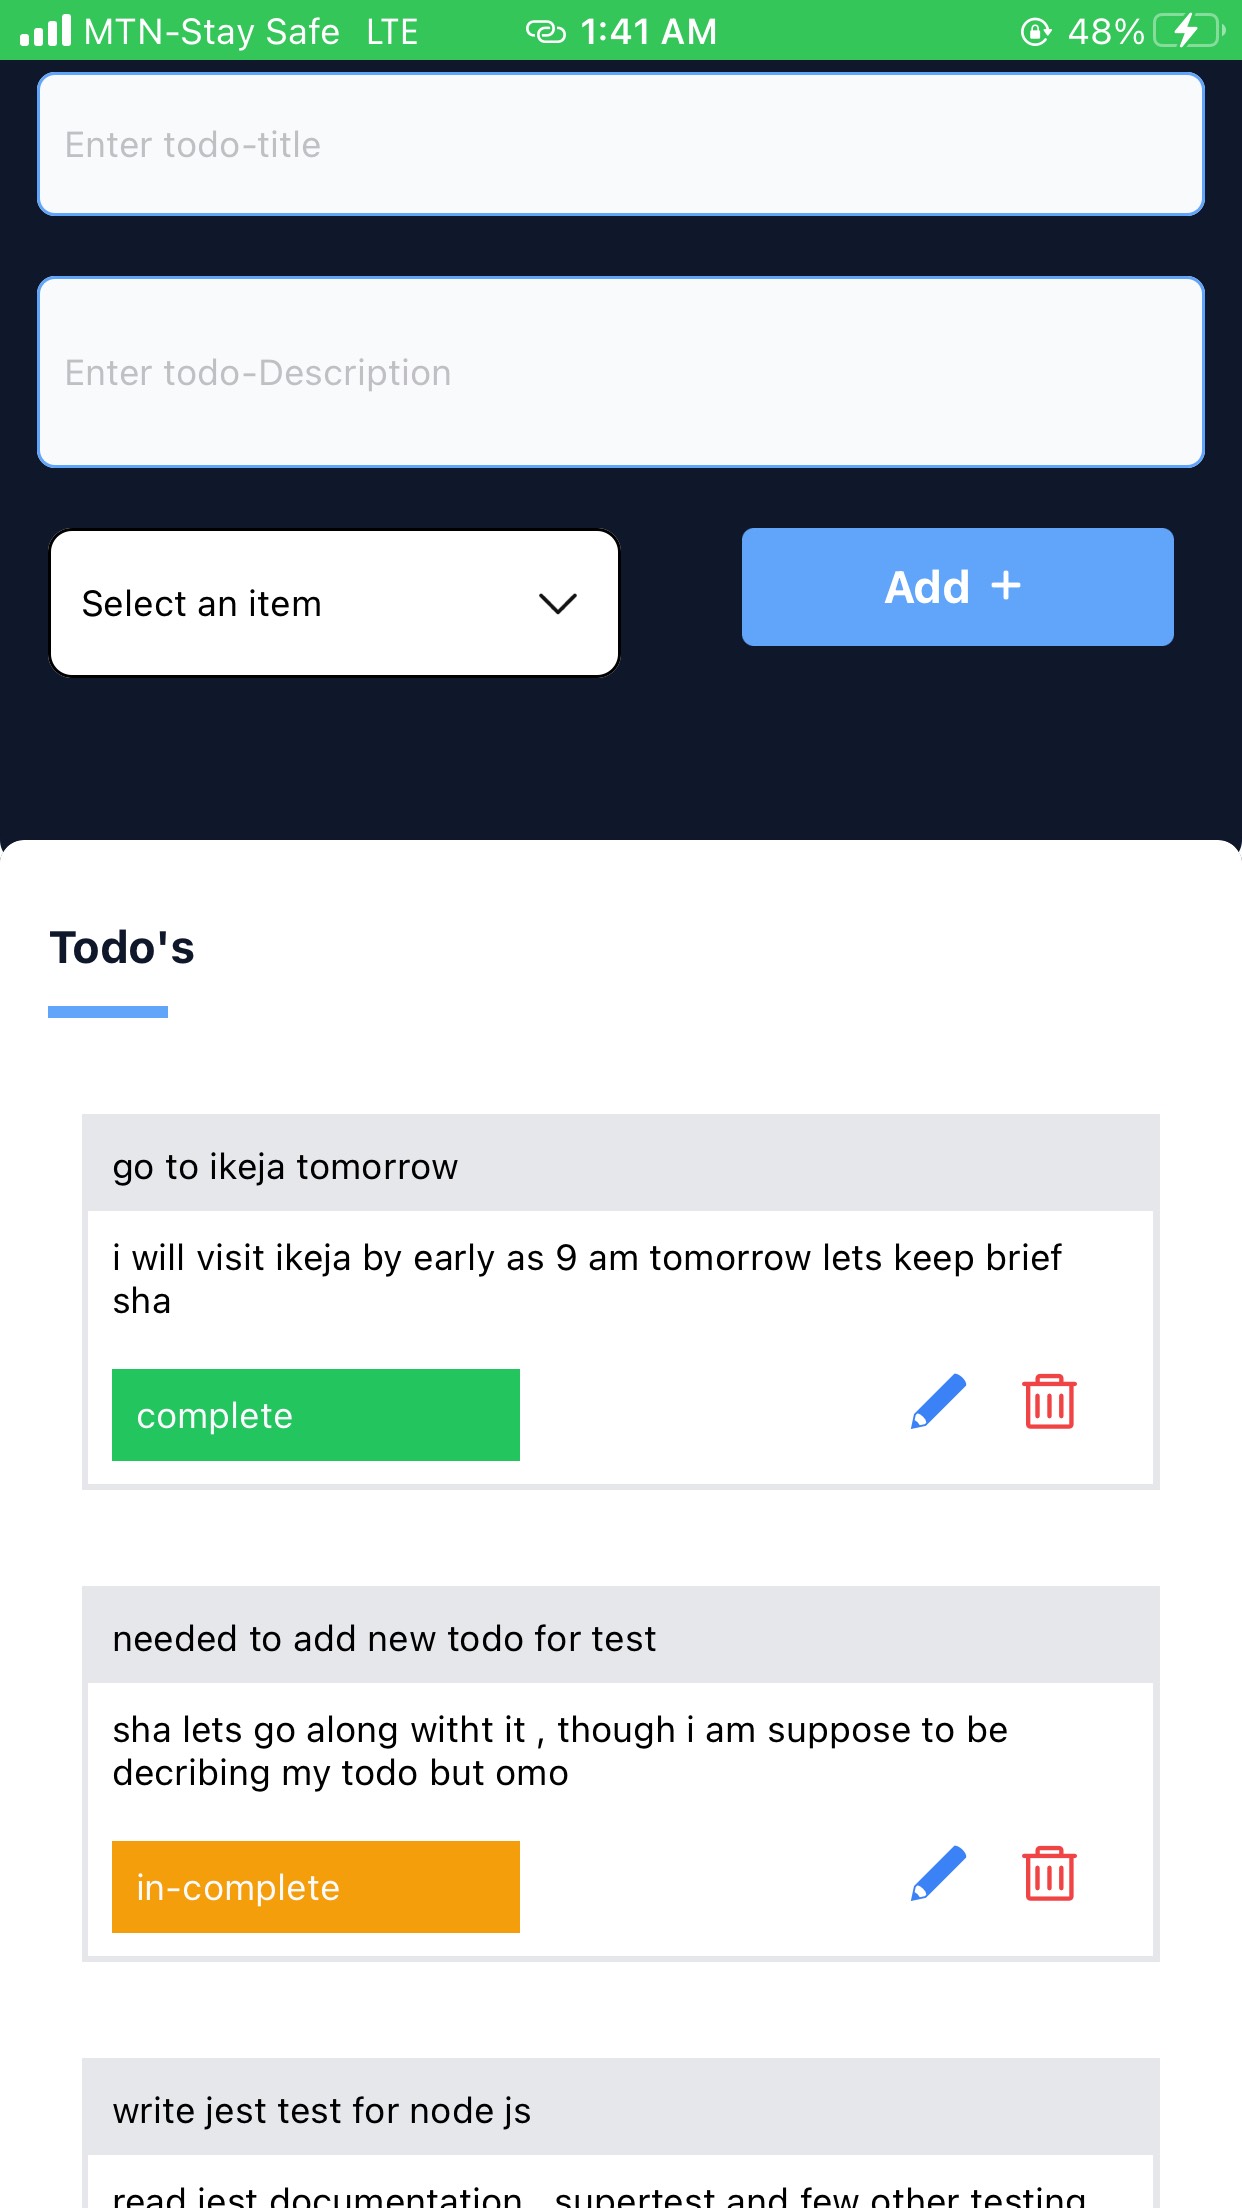 MTN-Stay Safe LTE 1:41 AM 48%
Enter todo-title
Enter todo-Description
Select an item
Add +
Todo's
go to ikeja tomorrow
i will visit ikeja by early as 9 am tomorrow lets keep brief
sha
complete
needed to add new todo for test
sha lets go along witht it , though i am suppose to be
decribing my todo but omo
in-complete
write jest test for node js
read jest documentation , supertest and few other testing